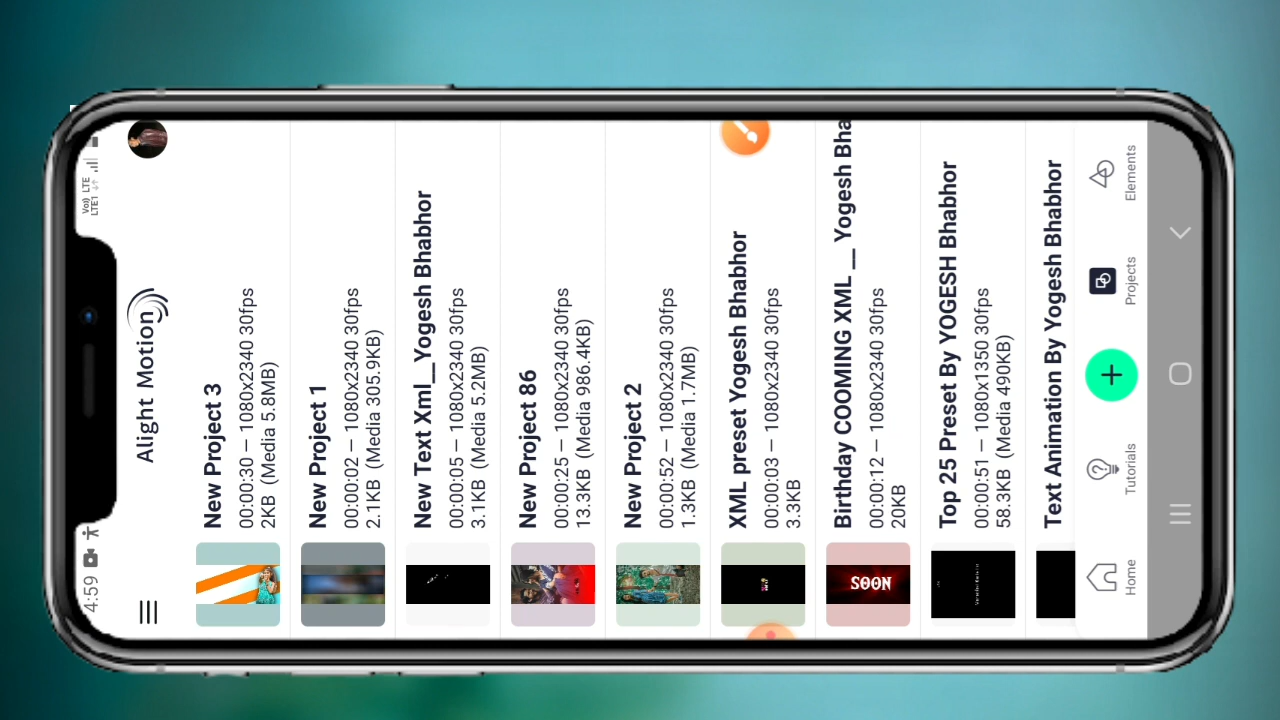 4:59
Vo)) LTE
LTE1
Alight Motion
New Project 3
00:00:30 — 1080x2340 30fps
2KB (Media 5.8MB)
New Project 1
00:00:02 — 1080x2340 30fps
2.1KB (Media 305.9KB)
New Text Xml__Yogesh Bhabhor
00:00:05 — 1080x2340 30fps
3.1KB (Media 5.2MB)
New Project 86
00:00:25 — 1080x2340 30fps
13.3KB (Media 986.4KB)
New Project 2
00:00:52 — 1080x2340 30fps
1.3KB (Media 1.7MB)
XML preset Yogesh Bhabhor
00:00:03 — 1080x2340 30fps
3.3KB
SOON
Birthday COOMING XML __ Yogesh Bha
00:00:12 — 1080x2340 30fps
20KB
Top 25 Preset By YOGESH Bhabhor
00:00:51 — 1080x1350 30fps
58.3KB (Media 490KB)
Text Animation By Yogesh Bhabhor
Home
Tutorials
Projects
Elements